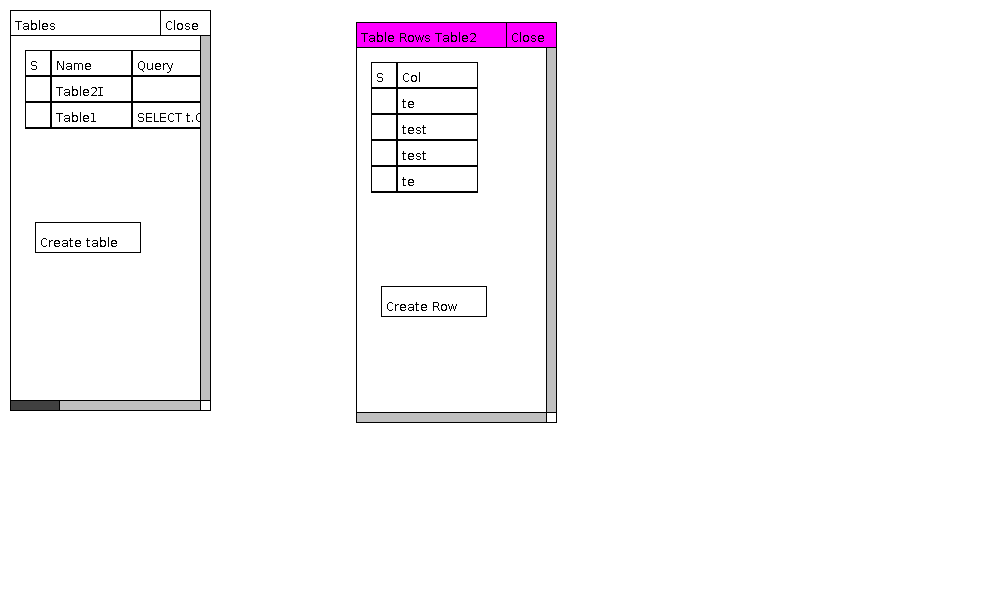 Tables Close
S Name Query
Table2I
Table1 SELECT t.
Create table
Table Rows Table2 Close
S Col
te
test
test
te
Create Row